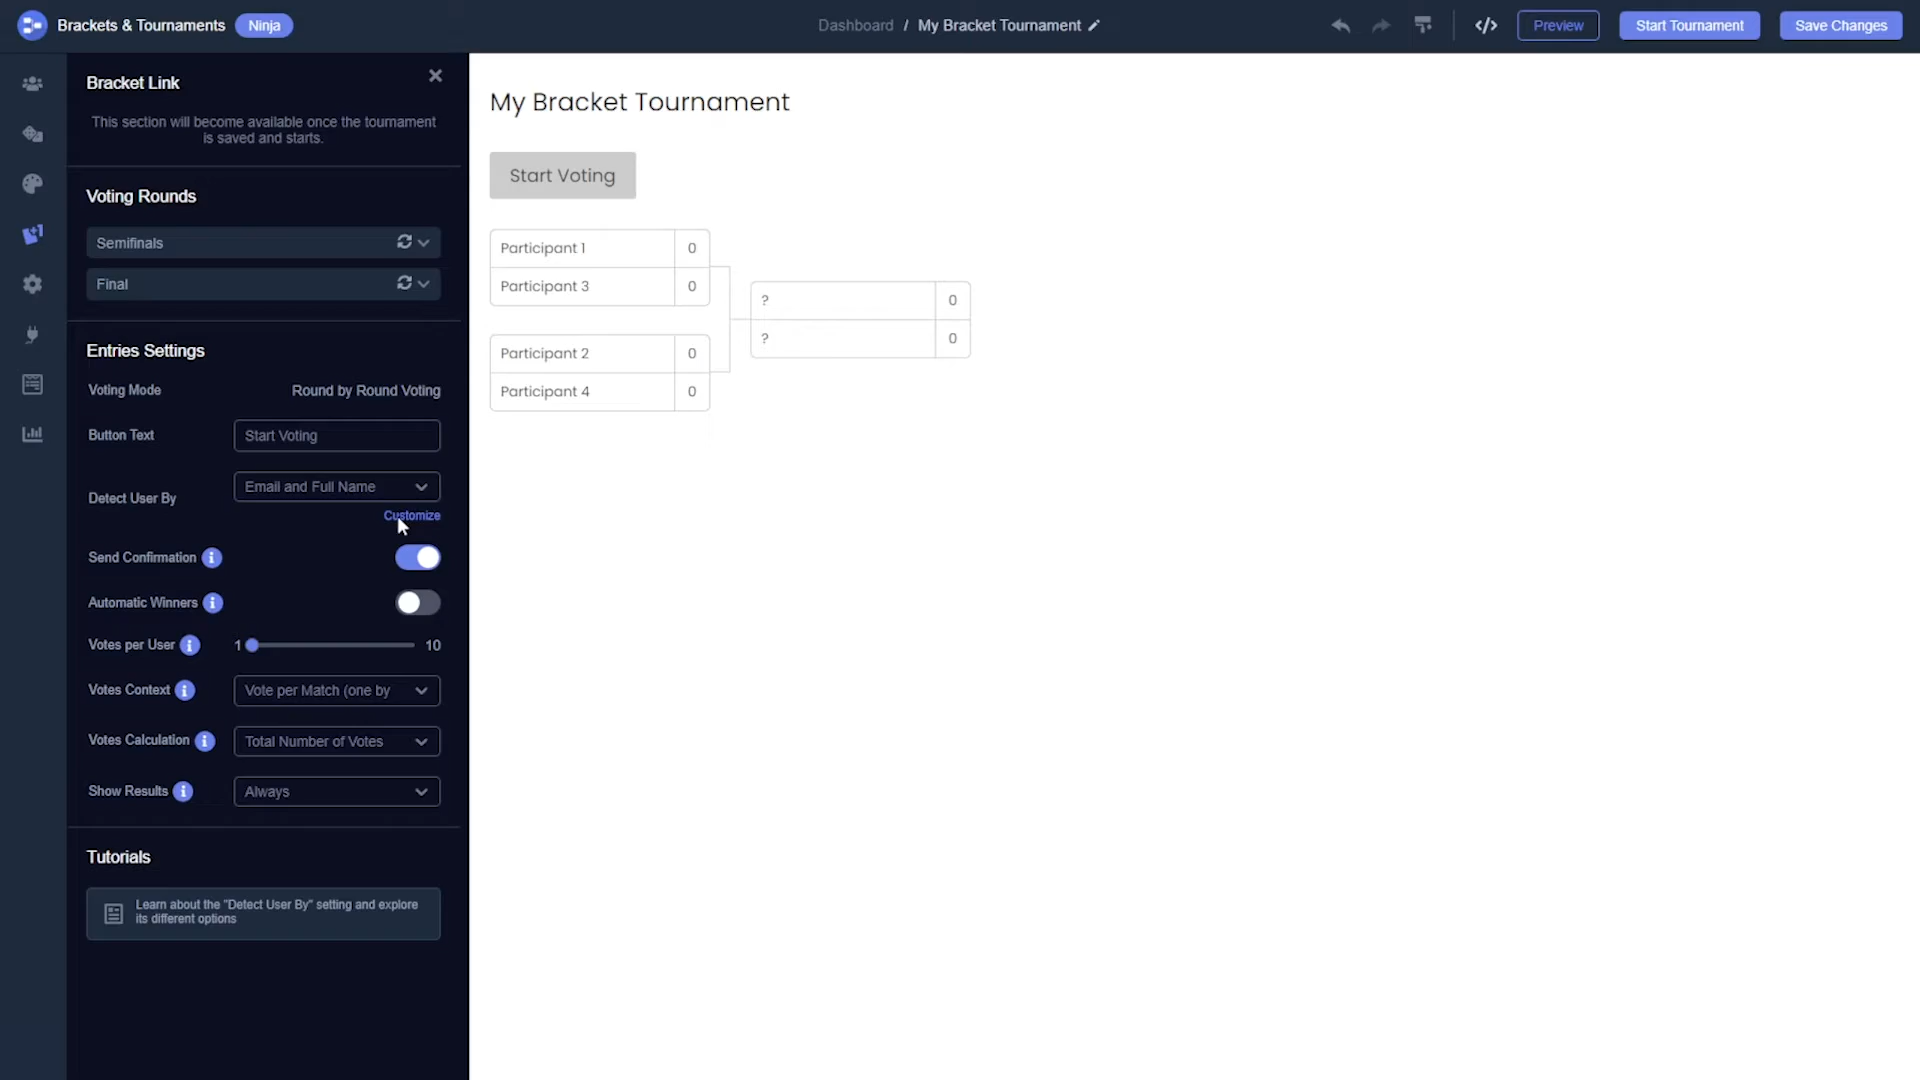 Brackets & Tournaments Ninja
Dashboard / My Bracket Tournament
Preview
Start Tournament
Save Changes
Bracket Link
This section will become available once the tournament
is saved and starts.
Voting Rounds
Semifinals
Final
Entries Settings
Voting Mode Round by Round Voting
Button Text Start Voting
Detect User By Email and Full Name
Customize
Send Confirmation
Automatic Winners
Votes per User 1 10
Votes Context Vote per Match (one by
Votes Calculation Total Number of Votes
Show Results Always
Tutorials
Learn about the "Detect User By" setting and explore
its different options
My Bracket Tournament
Start Voting
Participant 1 0
Participant 3 0
Participant 2 0
Participant 4 0
? 0
? 0